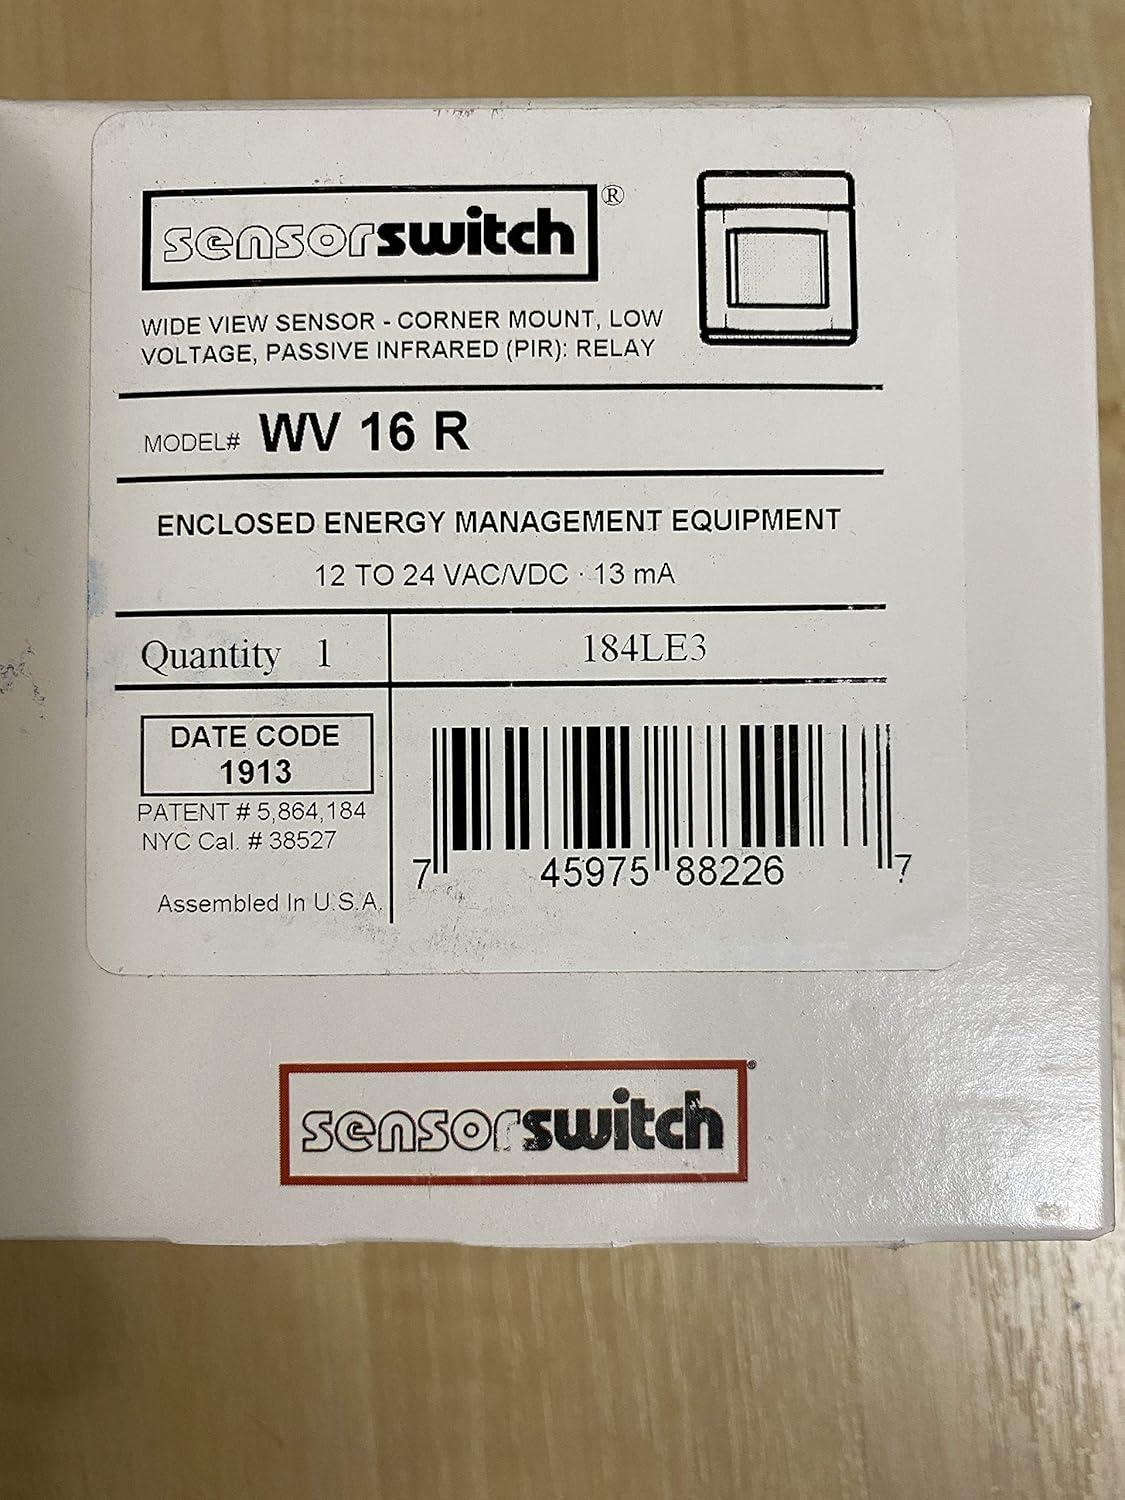 sensorswitch®
WIDE VIEW SENSOR - CORNER MOUNT, LOW
VOLTAGE, PASSIVE INFRARED (PIR): RELAY
MODEL# WV 16 R
ENCLOSED ENERGY MANAGEMENT EQUIPMENT
12 TO 24 VAC/VDC · 13 mA
Quantity 1
184LE3
DATE CODE
1913
PATENT # 5,864,184
NYC Cal. # 38527
Assembled In U.S.A.
7 45975 88226 7
sensorswitch®